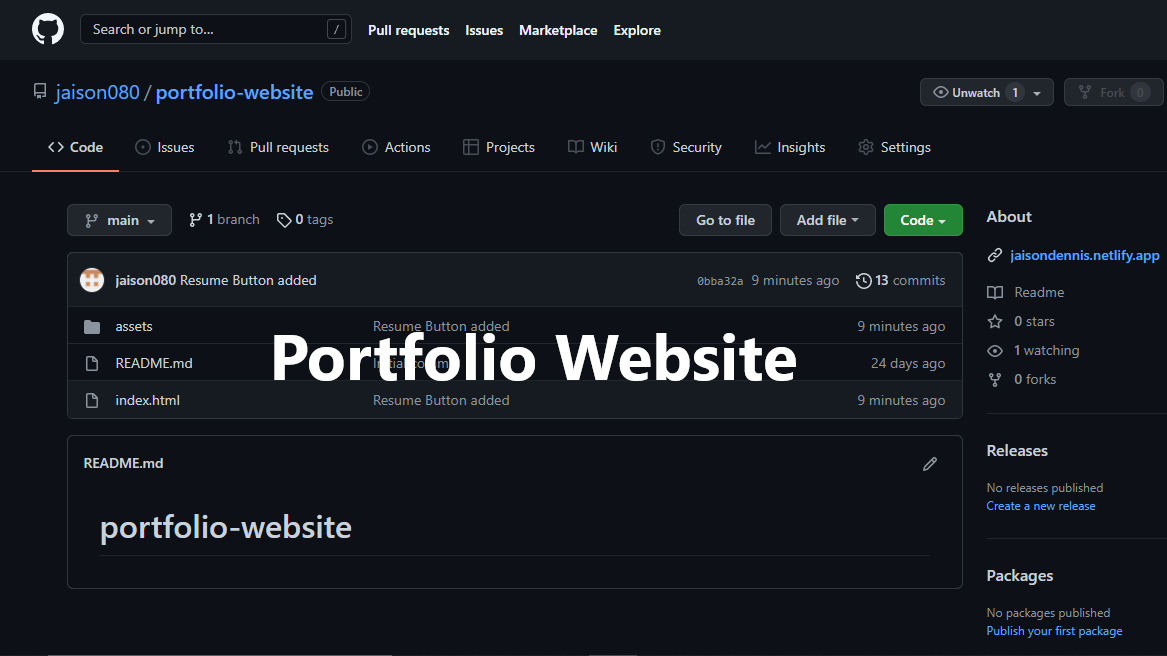 Search or jump to... /
Pull requests Issues Marketplace Explore
jaison080 / portfolio-website Public
Unwatch 1 Fork 0
Code Issues Pull requests Actions Projects Wiki Security Insights Settings
main 1 branch 0 tags Go to file Add file Code
jaison080 Resume Button added 0bba32a 9 minutes ago 13 commits
assets Resume Button added 9 minutes ago
README.md 24 days ago
Portfolio Website
index.html Resume Button added 9 minutes ago
README.md
portfolio-website
About
jaisondennis.netlify.app
Readme
0 stars
1 watching
0 forks
Releases
No releases published
Create a new release
Packages
No packages published
Publish your first package